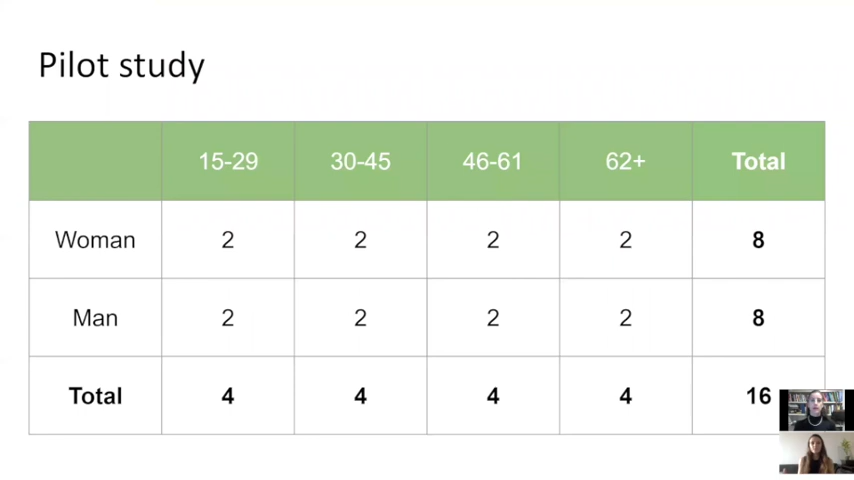 Pilot study
15-29 30-45 46-61 62+ Total
Woman 2 2 2 2 8
Man 2 2 2 2 8
Total 4 4 4 4 16